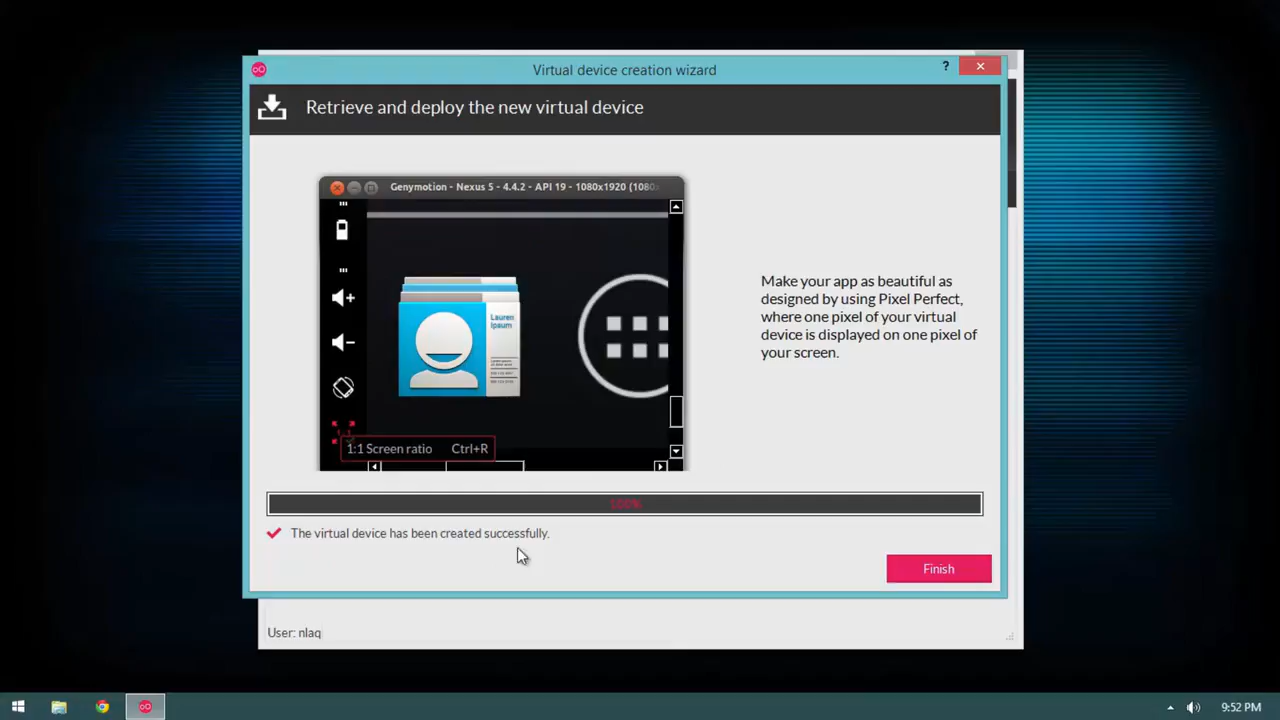 Virtual device creation wizard
?
Retrieve and deploy the new virtual device
Genymotion - Nexus 5 - 4.4.2 - API 19 - 1080x1920 (1080x
Lauren
Ipsum
1:1 Screen ratio Ctrl+R
Make your app as beautiful as
designed by using Pixel Perfect,
where one pixel of your virtual
device is displayed on one pixel of
your screen.
100%
The virtual device has been created successfully.
Finish
User: nlaq
9:52 PM